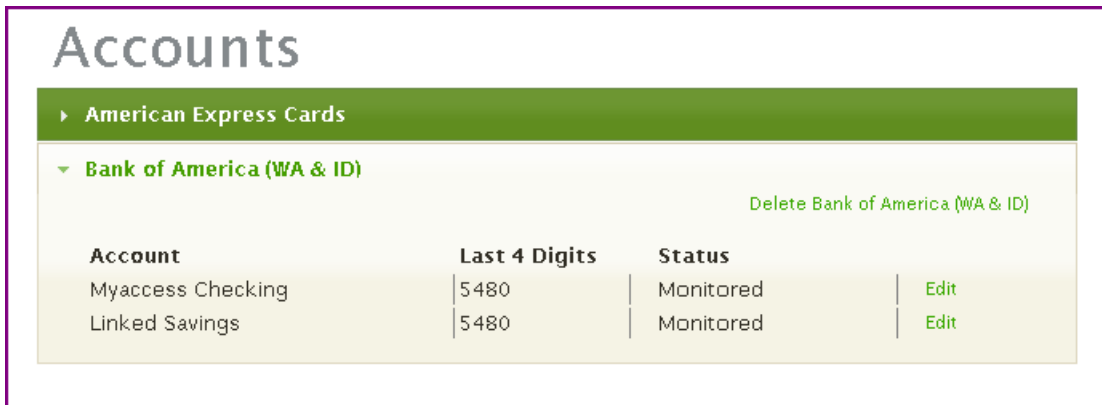 Accounts
American Express Cards
Bank of America (WA & ID)
Delete Bank of America (WA & ID)
Account Last 4 Digits Status
Myaccess Checking 5480 Monitored Edit
Linked Savings 5480 Monitored Edit